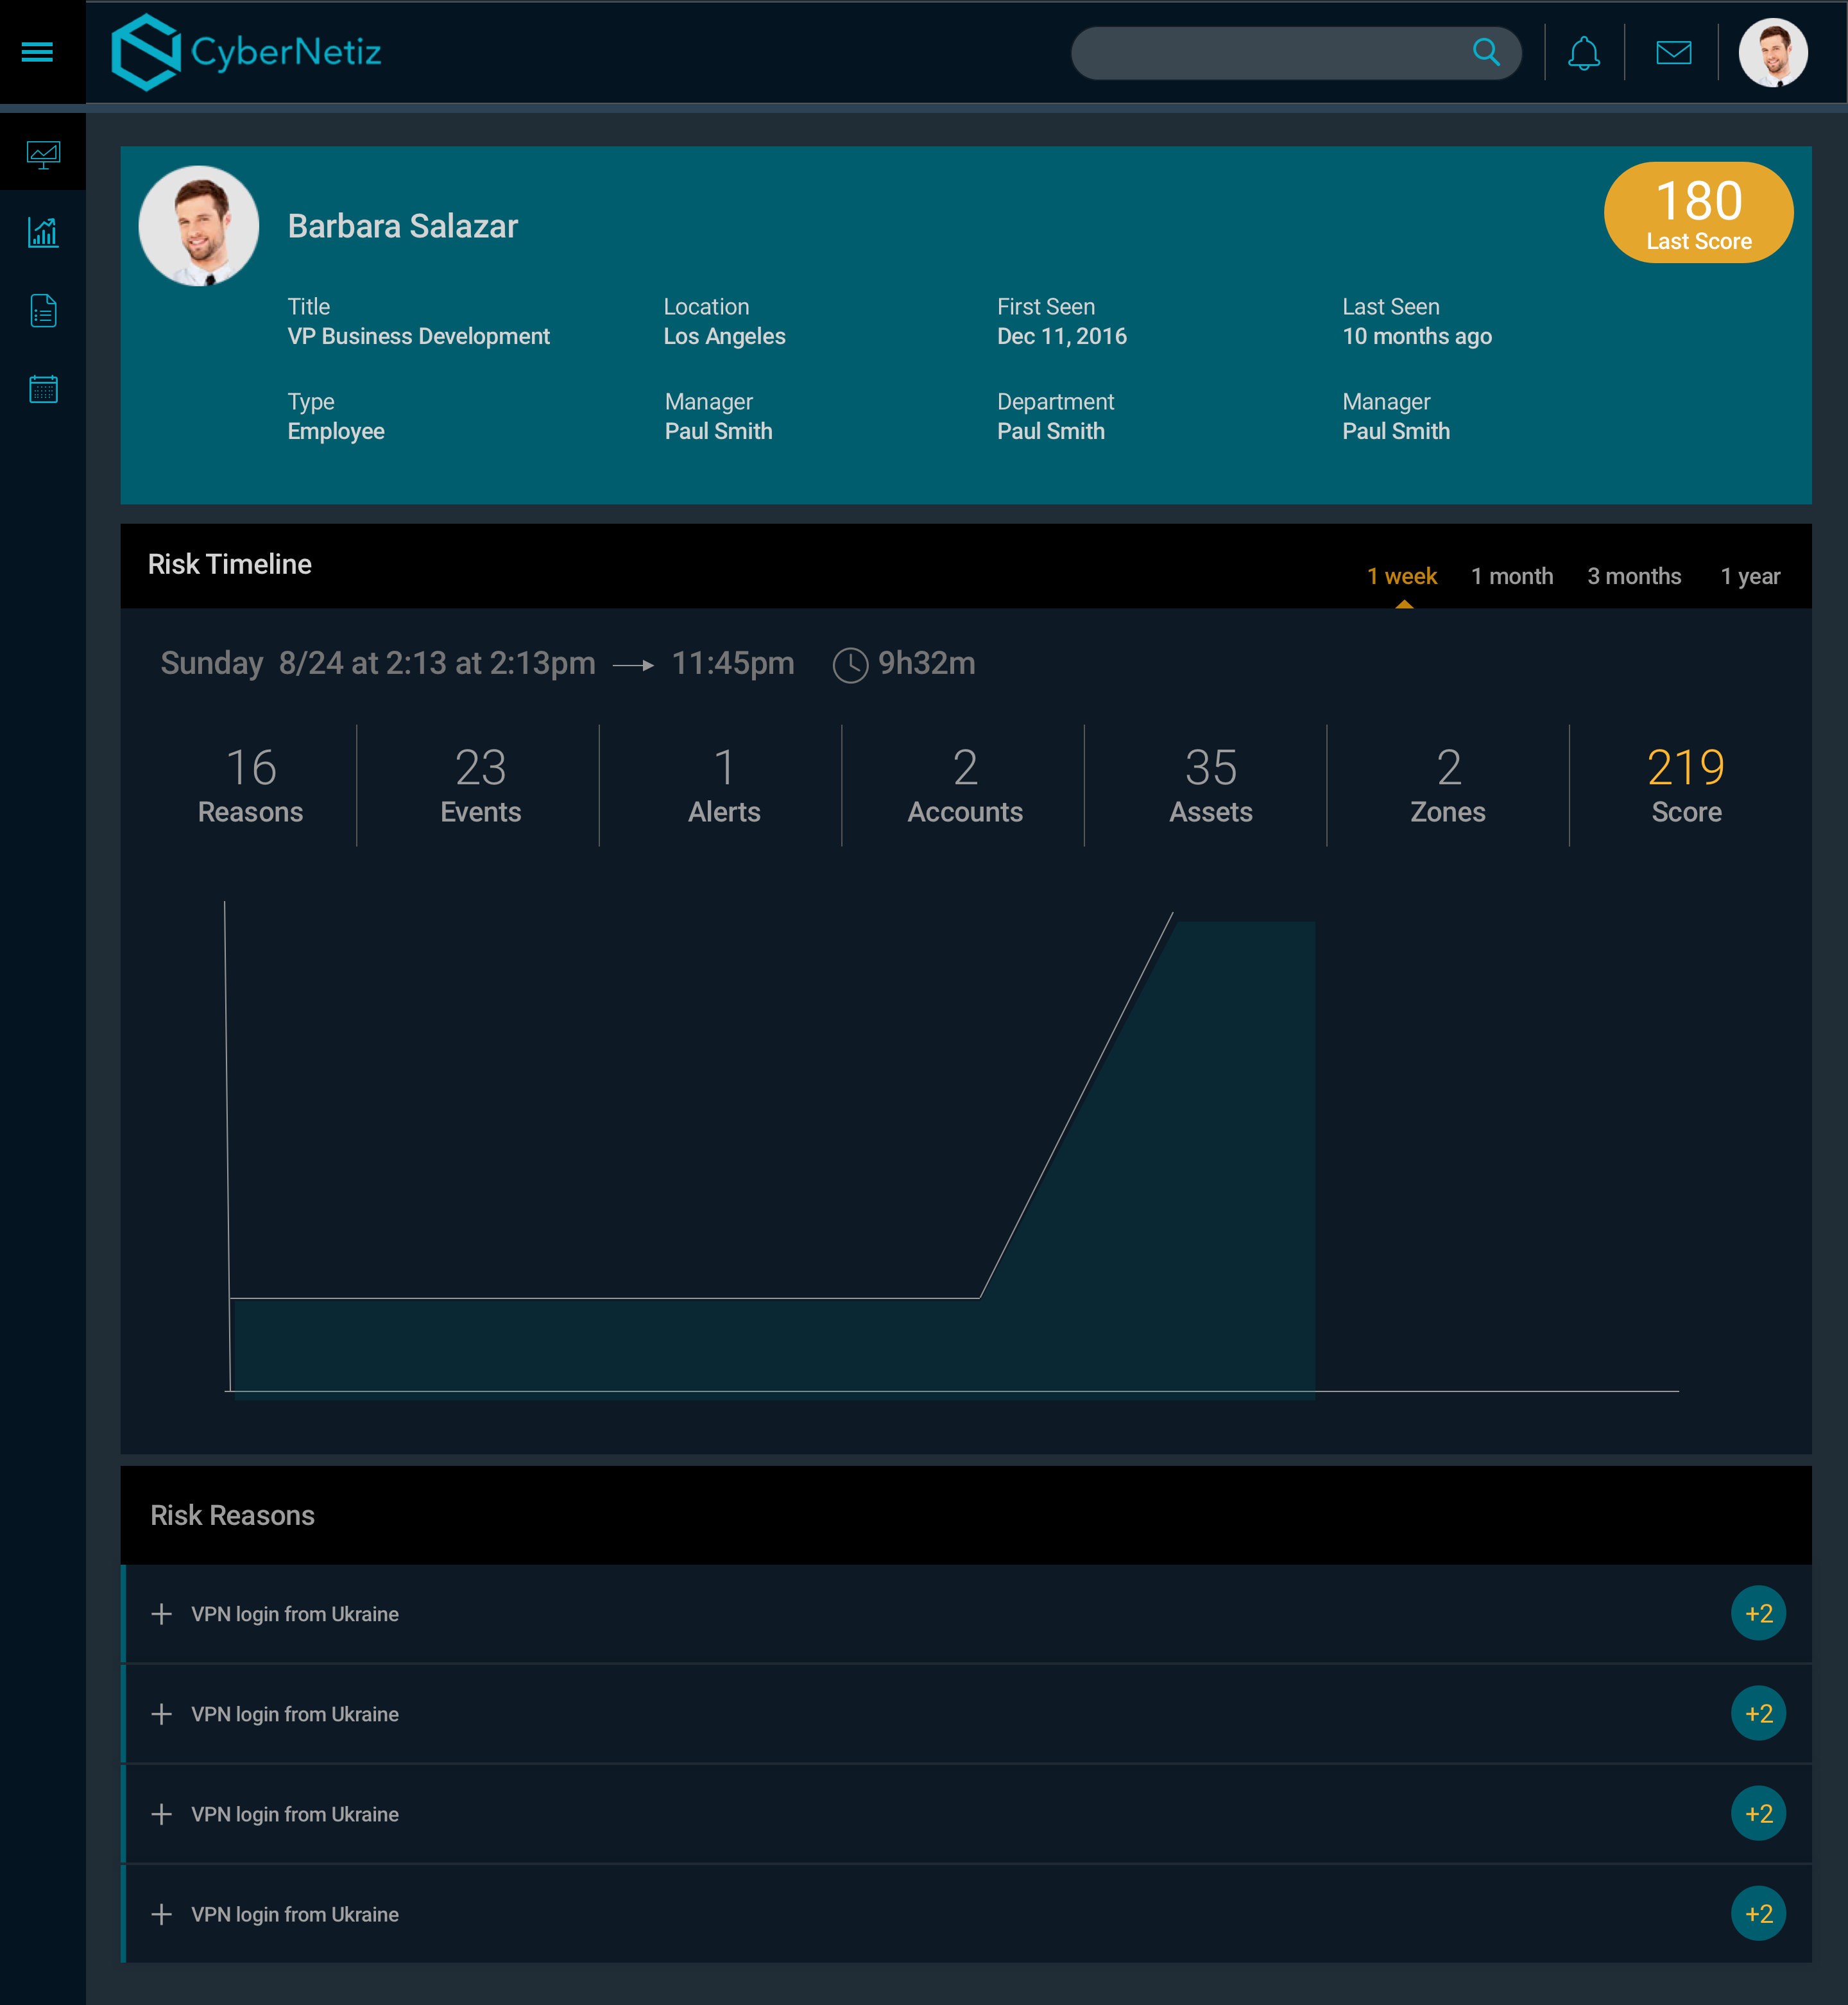 CyberNetiz
Barbara Salazar
180
Last Score
Title
VP Business Development
Location
Los Angeles
First Seen
Dec 11, 2016
Last Seen
10 months ago
Type
Employee
Manager
Paul Smith
Department
Paul Smith
Manager
Paul Smith
Risk Timeline
1 week
1 month
3 months
1 year
Sunday 8/24 at 2:13 at 2:13pm 11:45pm 9h32m
16
Reasons
23
Events
1
Alerts
2
Accounts
35
Assets
2
Zones
219
Score
Risk Reasons
VPN login from Ukraine +2
VPN login from Ukraine +2
VPN login from Ukraine +2
VPN login from Ukraine +2